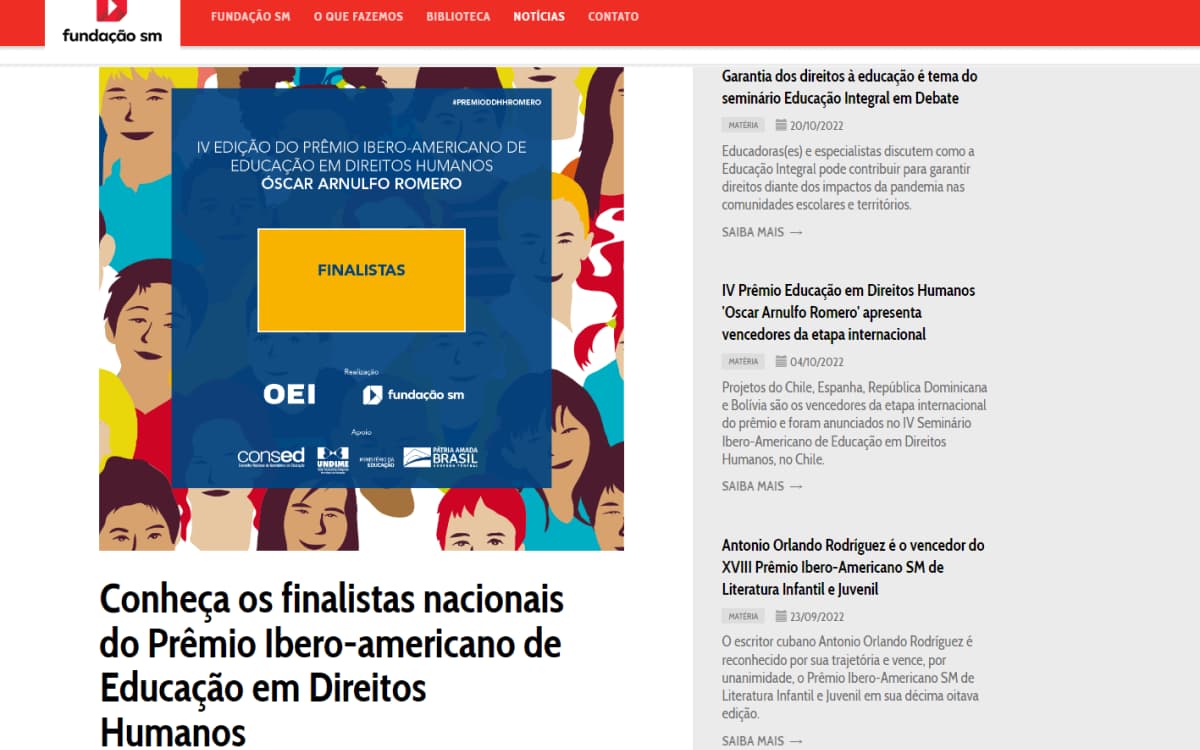 fundação sm
FUNDAÇÃO SM
O QUE FAZEMOS
BIBLIOTECA
NOTÍCIAS
CONTATO
#PREMIODDHHROMERO
IV EDIÇÃO DO PRÊMIO IBERO-AMERICANO DE
EDUCAÇÃO EM DIREITOS HUMANOS
ÓSCAR ARNULFO ROMERO
FINALISTAS
Realização
OEI
fundação sm
Apoio
consed
UNDIME
MINISTÉRIO DA
EDUCAÇÃO
PÁTRIA AMADA
BRASIL
GOVERNO FEDERAL
Conheça os finalistas nacionais
do Prêmio Ibero-americano de
Educação em Direitos
Humanos
Garantia dos direitos à educação é tema do
seminário Educação Integral em Debate
MATÉRIA 20/10/2022
Educadoras(es) e especialistas discutem como a
Educação Integral pode contribuir para garantir
direitos diante dos impactos da pandemia nas
comunidades escolares e territórios.
SAIBA MAIS →
IV Prêmio Educação em Direitos Humanos
'Oscar Arnulfo Romero' apresenta
vencedores da etapa internacional
MATÉRIA 04/10/2022
Projetos do Chile, Espanha, República Dominicana
e Bolívia são os vencedores da etapa internacional
do prêmio e foram anunciados no IV Seminário
Ibero-Americano de Educação em Direitos
Humanos, no Chile.
SAIBA MAIS →
Antonio Orlando Rodríguez é o vencedor do
XVIII Prêmio Ibero-Americano SM de
Literatura Infantil e Juvenil
MATÉRIA 23/09/2022
O escritor cubano Antonio Orlando Rodríguez é
reconhecido por sua trajetória e vence, por
unanimidade, o Prêmio Ibero-Americano SM de
Literatura Infantil e Juvenil em sua décima oitava
edição.
SAIBA MAIS →